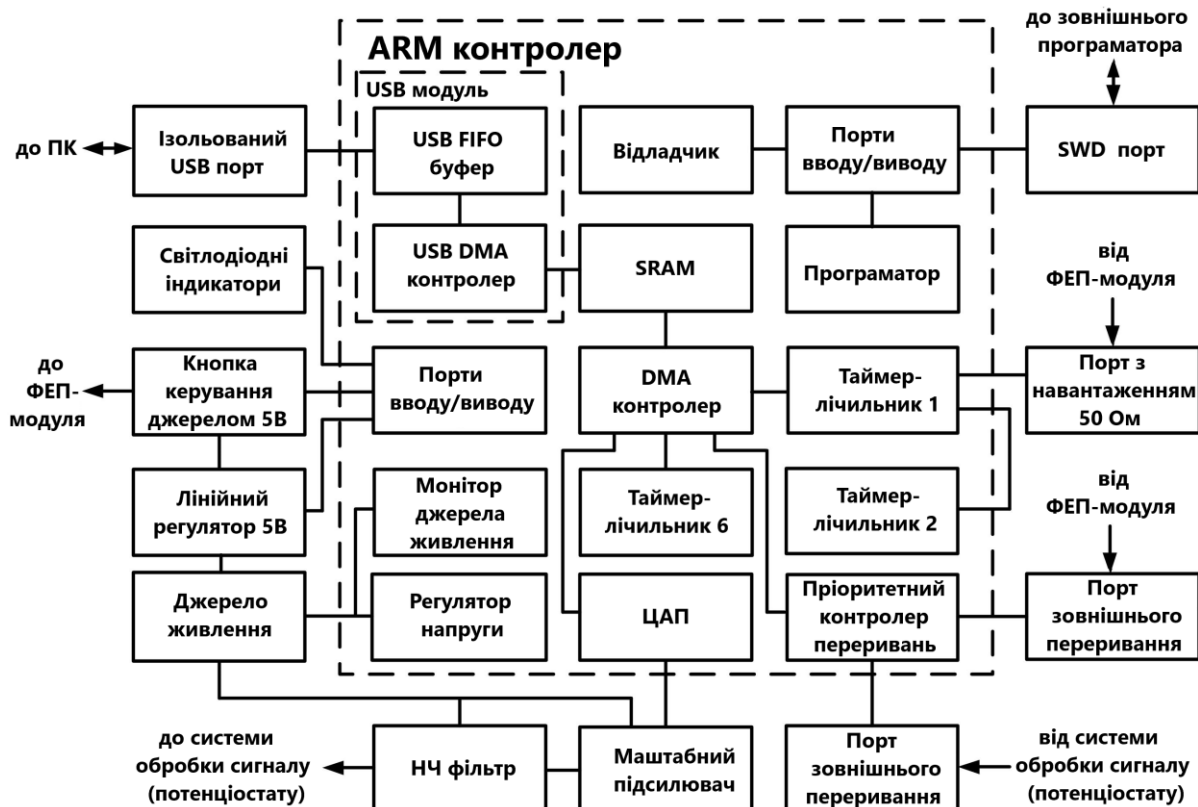 ARM контролер
до зовнішнього
програматора
USB модуль
до ПК
Ізольований
USB порт
USB FIFO
буфер
Відладчик
Порти
вводу/виводу
SWD порт
Світлодіодні
індикатори
USB DMA
контролер
SRAM
Програматор
від
ФЕП-модуля
до
ФЕП-
модуля
Кнопка
керування
джерелом 5В
Порти
вводу/виводу
DMA
контролер
Таймер-
лічильник 1
Порт з
навантаженням
50 Ом
Лінійний
регулятор 5В
Монітор
джерела
живлення
Таймер-
лічильник 6
Таймер-
лічильник 2
від
ФЕП-модуля
Джерело
живлення
Регулятор
напруги
ЦАП
Пріоритетний
контролер
переривань
Порт
зовнішнього
переривання
до системи
обробки сигналу
(потенціостату)
НЧ фільтр
Маштабний
підсилювач
Порт
зовнішнього
переривання
від системи
обробки сигналу
(потенціостату)